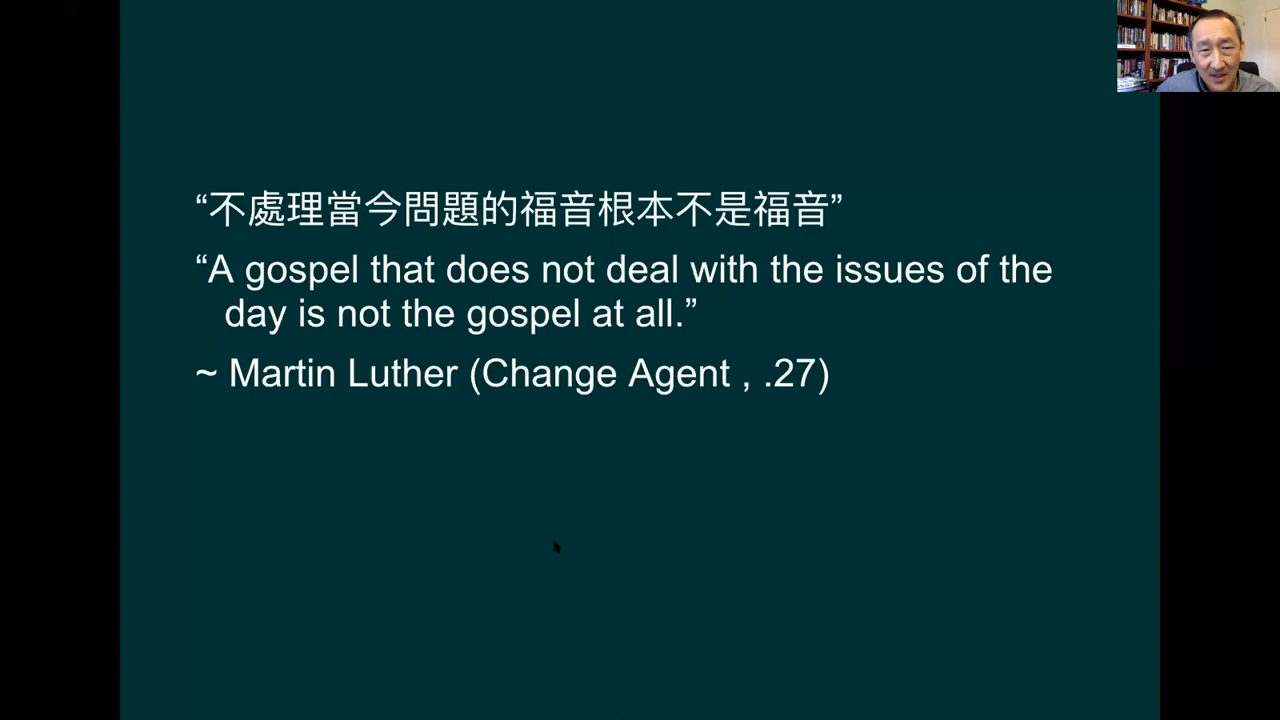 “不處理當今問題的福音根本不是福音”
“A gospel that does not deal with the issues of the
day is not the gospel at all.”
~ Martin Luther (Change Agent , .27)